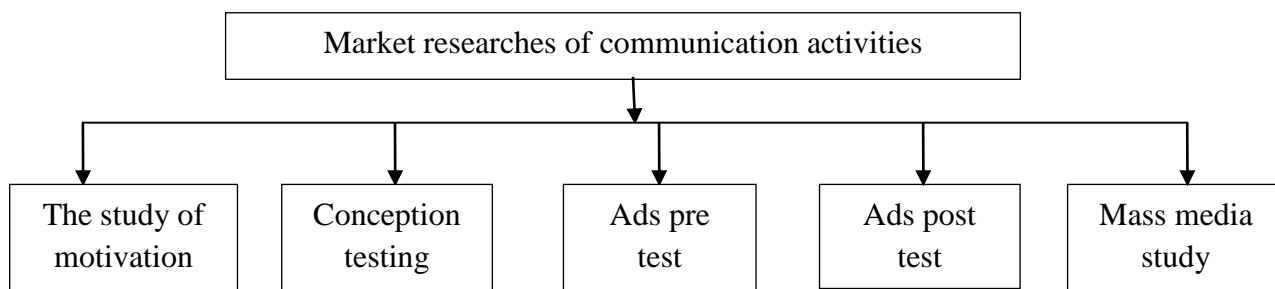 Market researches of communication activities
The study of
motivation
Conception
testing
Ads pre
test
Ads post
test
Mass media
study